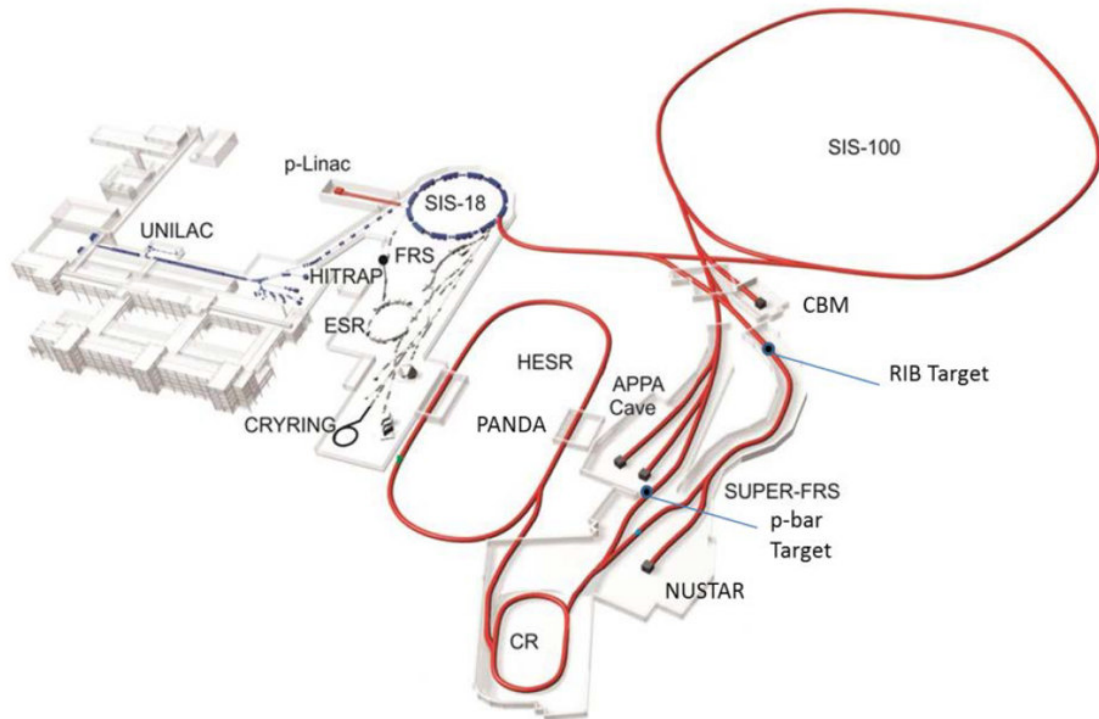 SIS-100
p-Linac
SIS-18
UNILAC
FRS
HITRAP
CBM
ESR
HESR
RIB Target
APPA
Cave
CRYRING
PANDA
SUPER-FRS
p-bar
Target
NUSTAR
CR